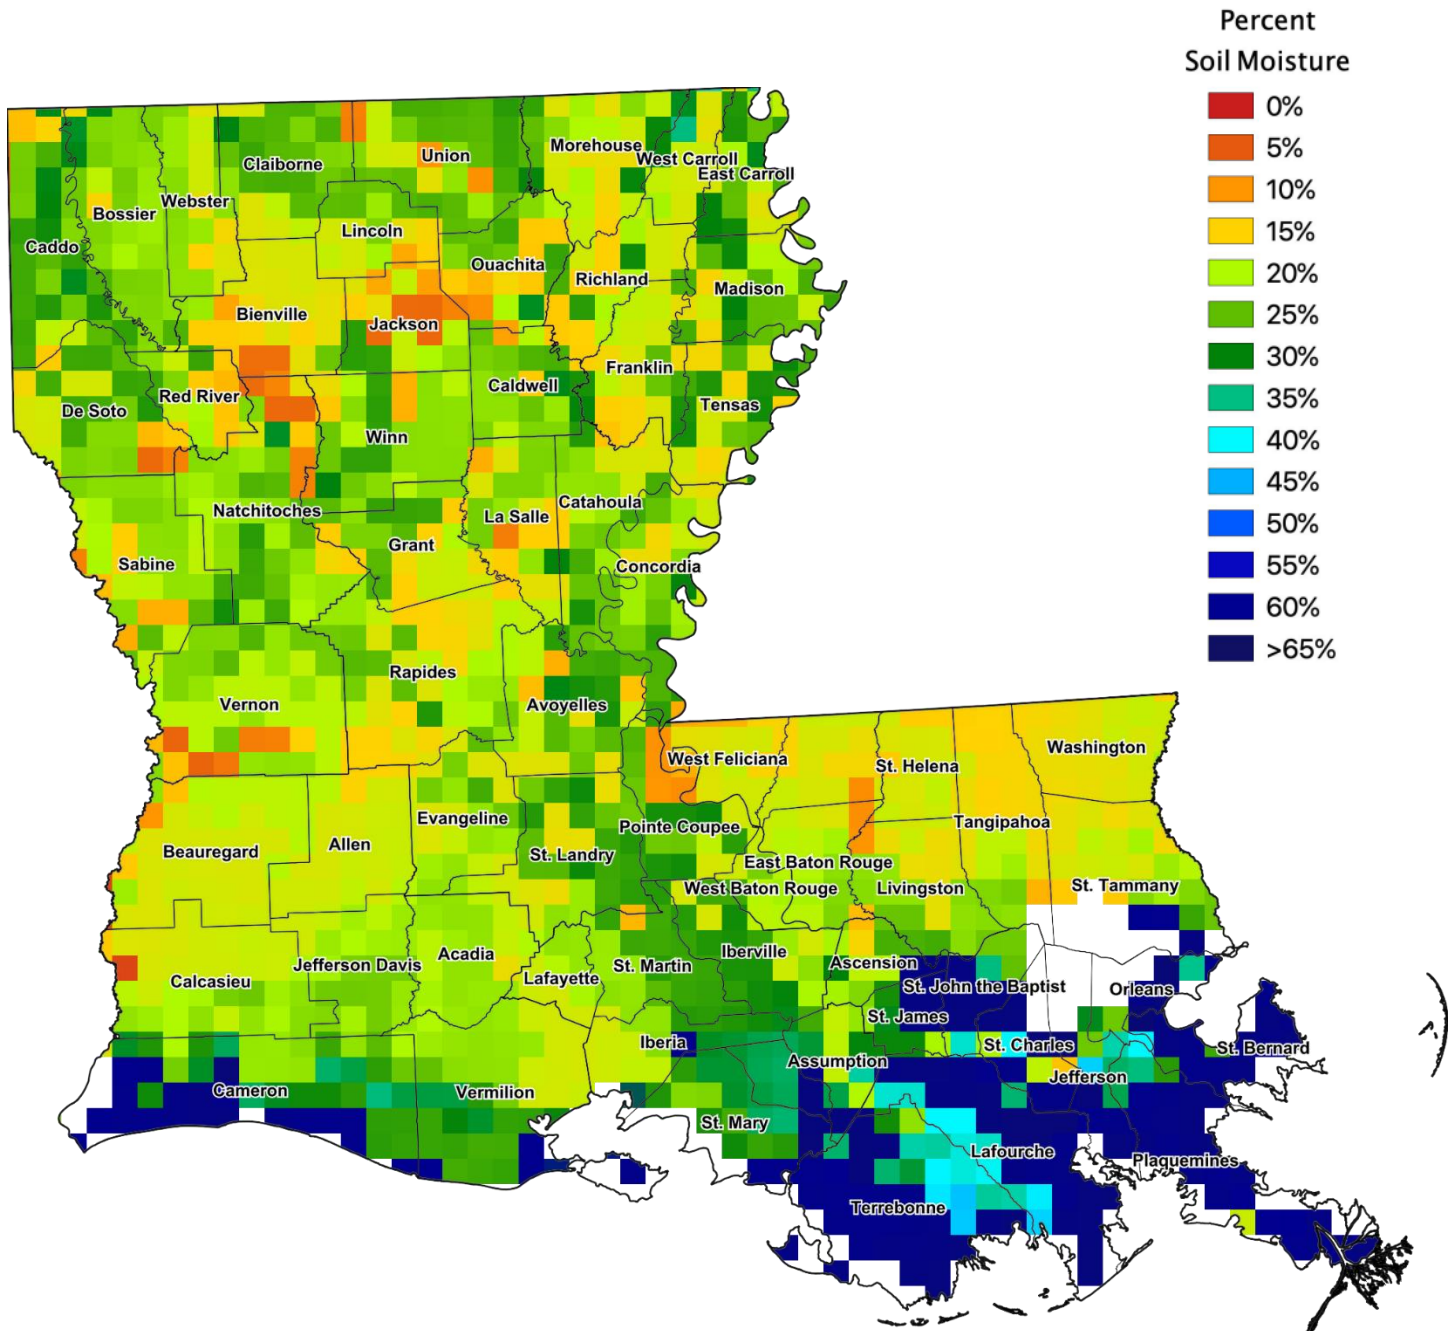 Percent
Soil Moisture
0%
5%
10%
15%
20%
25%
30%
35%
40%
45%
50%
55%
60%
>65%
Morehouse
Union
West Carroll
Claiborne
East Carroll
Webster
Bossier
Lincoln
Caddo
Ouachita
Richland
Madison
Bienville
Jackson
Franklin
Caldwell
Red River
Tensas
De Soto
Winn
Catahoula
Natchitoches
La Salle
Grant
Sabine
Concordia
Rapides
Vernon
Avoyelles
Washington
West Feliciana
St. Helena
Evangeline
Tangipahoa
Pointe Coupee
Allen
Beauregard
St. Landry
East Baton Rouge
St. Tammany
West Baton Rouge
Livingston
Iberville
Acadia
Ascension
Jefferson Davis
St. Martin
Lafayette
Calcasieu
St. John the Baptist
Orleans
St. James
Iberia
St. Charles
St. Bernard
Assumption
Jefferson
Cameron
Vermilion
St. Mary
Lafourche
Plaquemines
Terrebonne